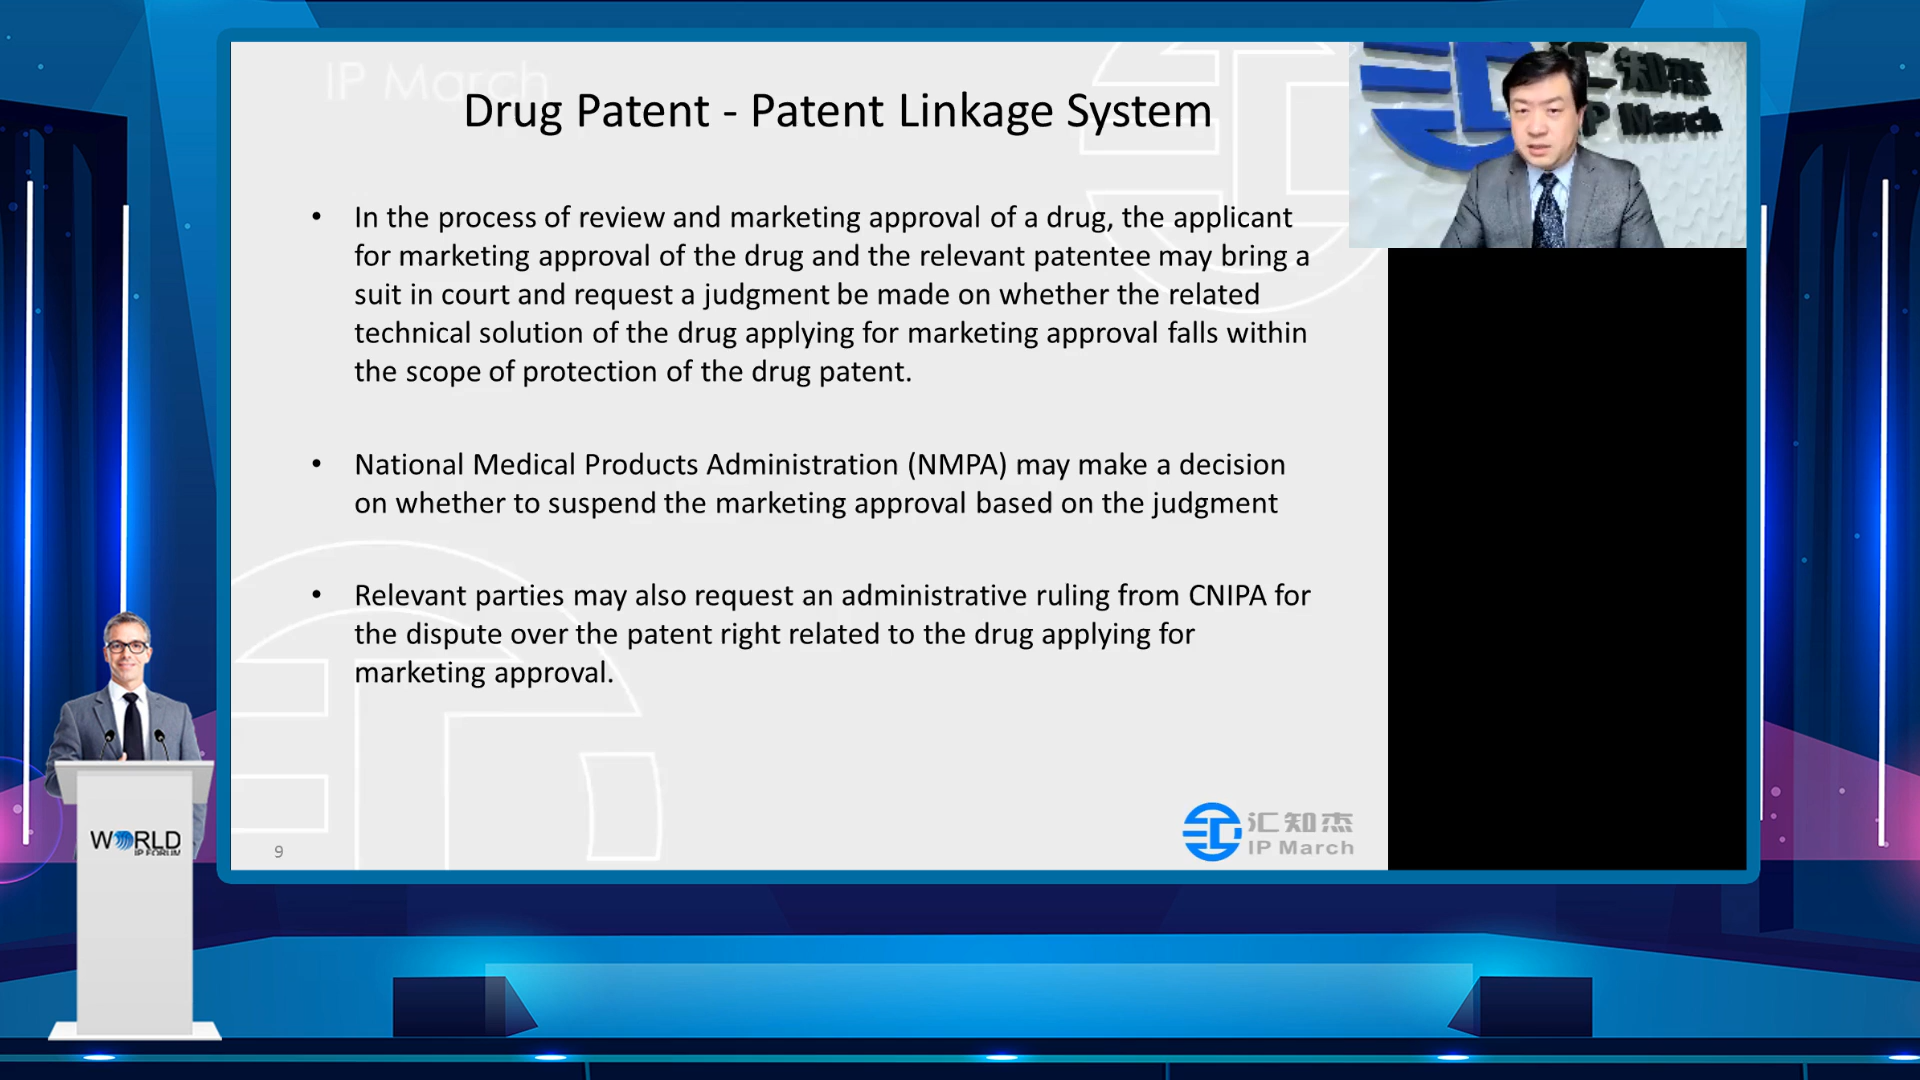 IP March
Drug Patent - Patent Linkage System
• In the process of review and marketing approval of a drug, the applicant
for marketing approval of the drug and the relevant patentee may bring a
suit in court and request a judgment be made on whether the related
technical solution of the drug applying for marketing approval falls within
the scope of protection of the drug patent.
• National Medical Products Administration (NMPA) may make a decision
on whether to suspend the marketing approval based on the judgment
• Relevant parties may also request an administrative ruling from CNIPA for
the dispute over the patent right related to the drug applying for
marketing approval.
9
汇知杰
IP March
汇知杰
IP March
WORLD
IP FORUM